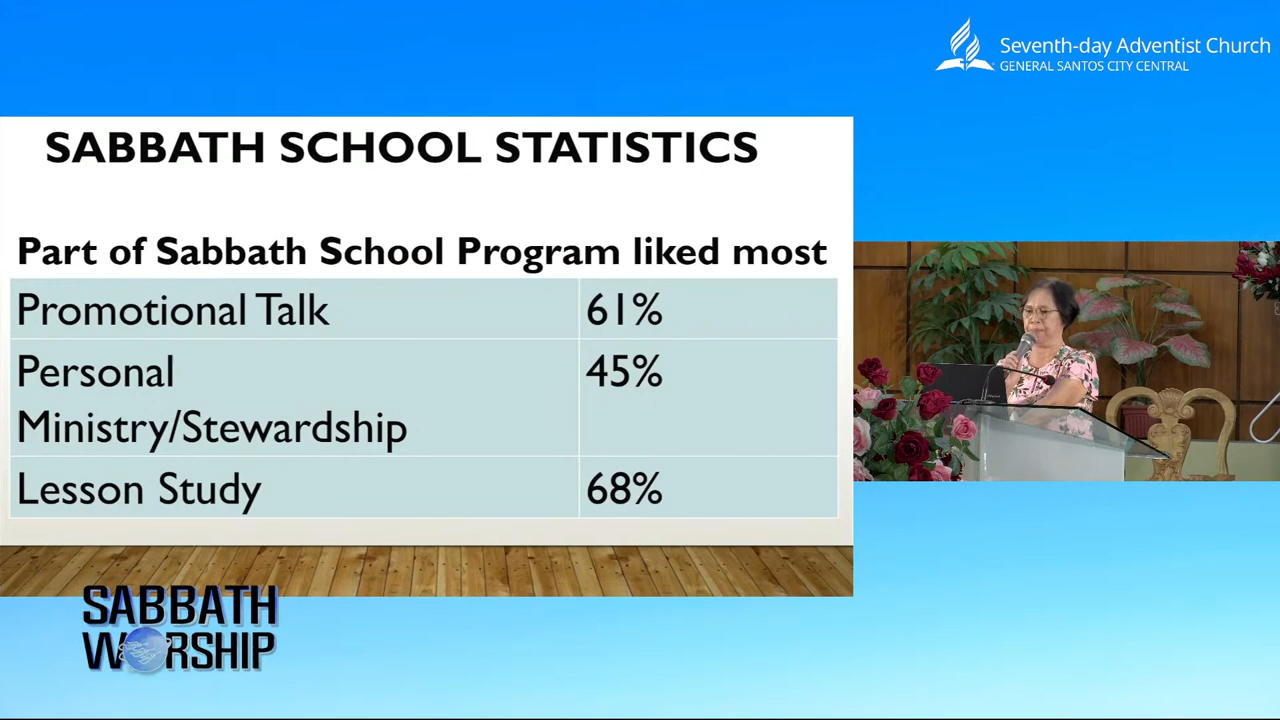 Seventh-day Adventist Church
GENERAL SANTOS CITY CENTRAL
SABBATH SCHOOL STATISTICS
Part of Sabbath School Program liked most
Promotional Talk 61%
Personal 45%
Ministry/Stewardship
Lesson Study 68%
SABBATH
WORSHIP